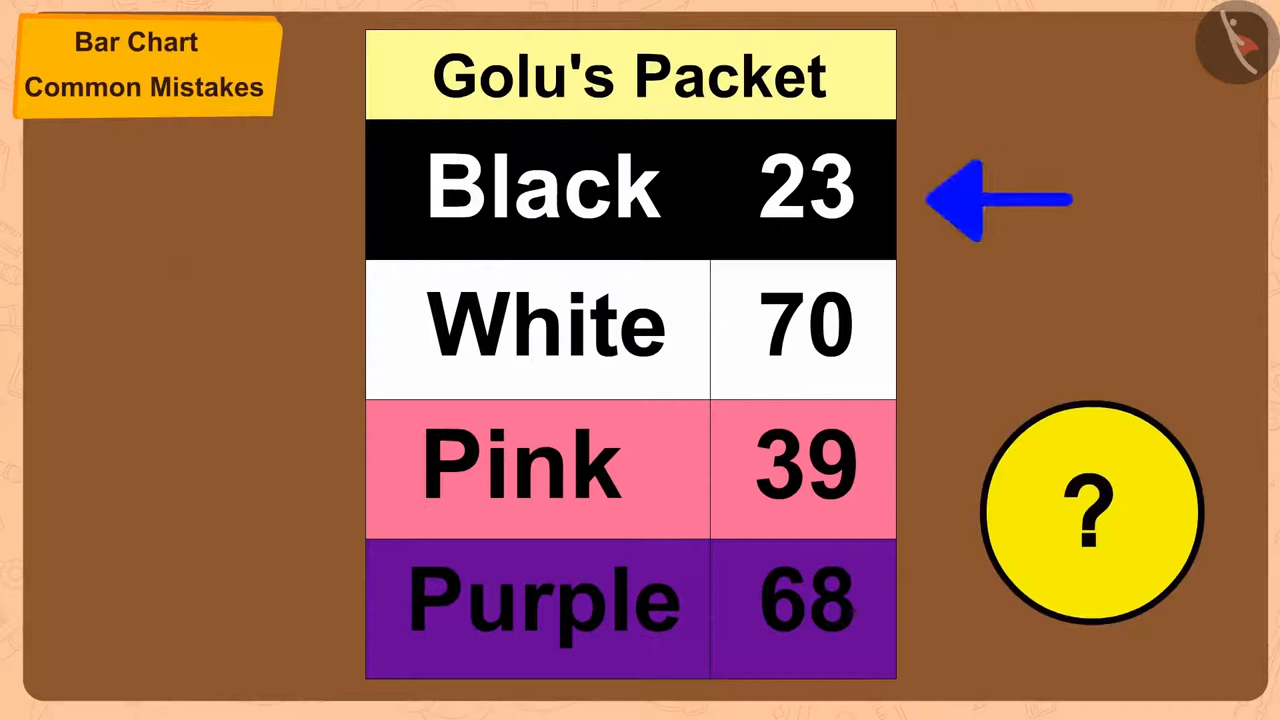 Bar Chart
Common Mistakes
Golu's Packet
Black 23
White 70
Pink 39
Purple 68
?